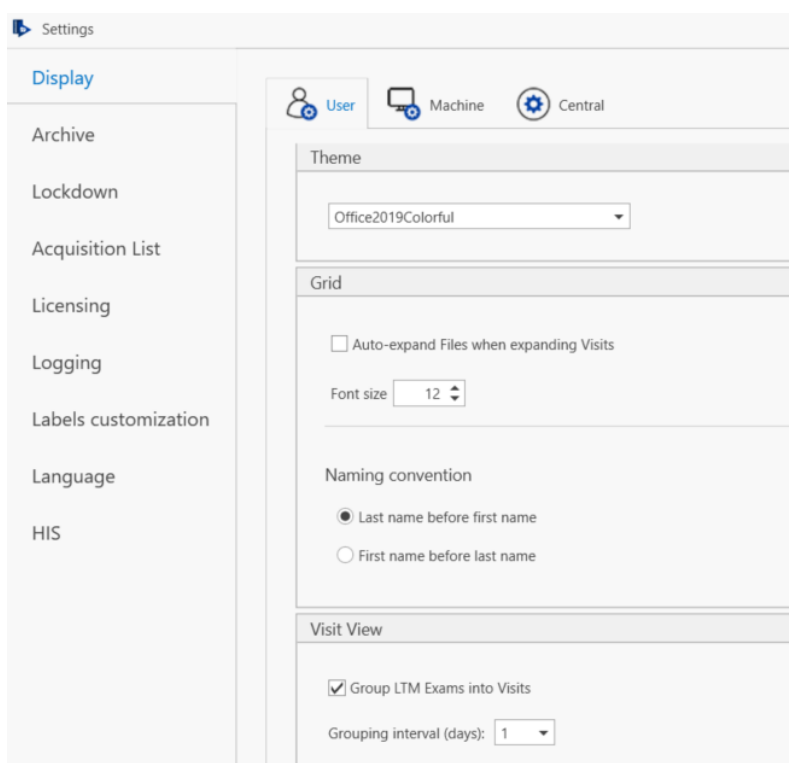 Settings
Display
Archive
Lockdown
Acquisition List
Licensing
Logging
Labels customization
Language
HIS
User
Machine
Central
Theme
Office2019Colorful
Grid
Auto-expand Files when expanding Visits
Font size 12
Naming convention
Last name before first name
First name before last name
Visit View
Group LTM Exams into Visits
Grouping interval (days): 1